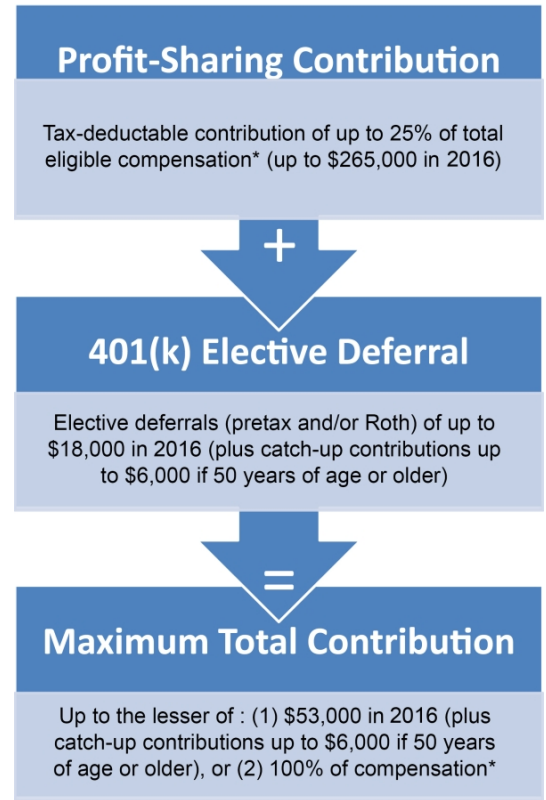 Profit-Sharing Contribution
Tax-deductable contribution of up to 25% of total
eligible compensation* (up to $265,000 in 2016)
+
401(k) Elective Deferral
Elective deferrals (pretax and/or Roth) of up to
$18,000 in 2016 (plus catch-up contributions up
to $6,000 if 50 years of age or older)
=
Maximum Total Contribution
Up to the lesser of : (1) $53,000 in 2016 (plus
catch-up contributions up to $6,000 if 50 years
of age or older), or (2) 100% of compensation*